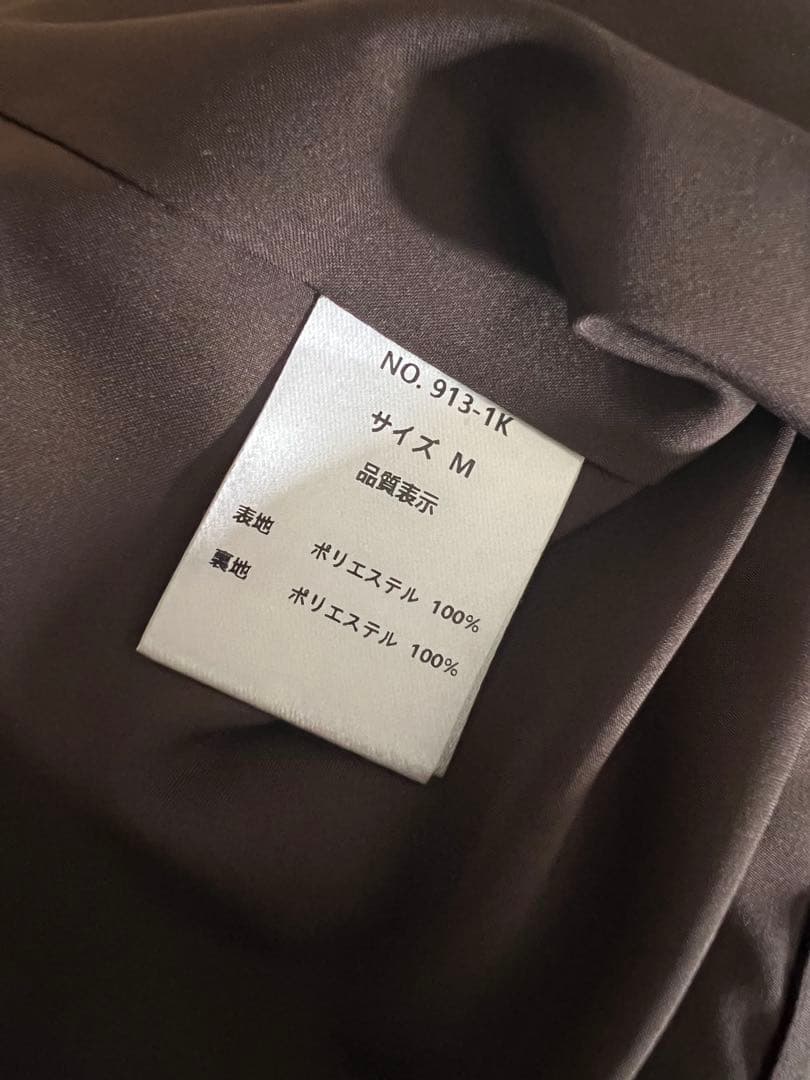 NO. 913-1K
サイズ M
品質表示
表地 ポリエステル 100%
裏地 ポリエステル 100%